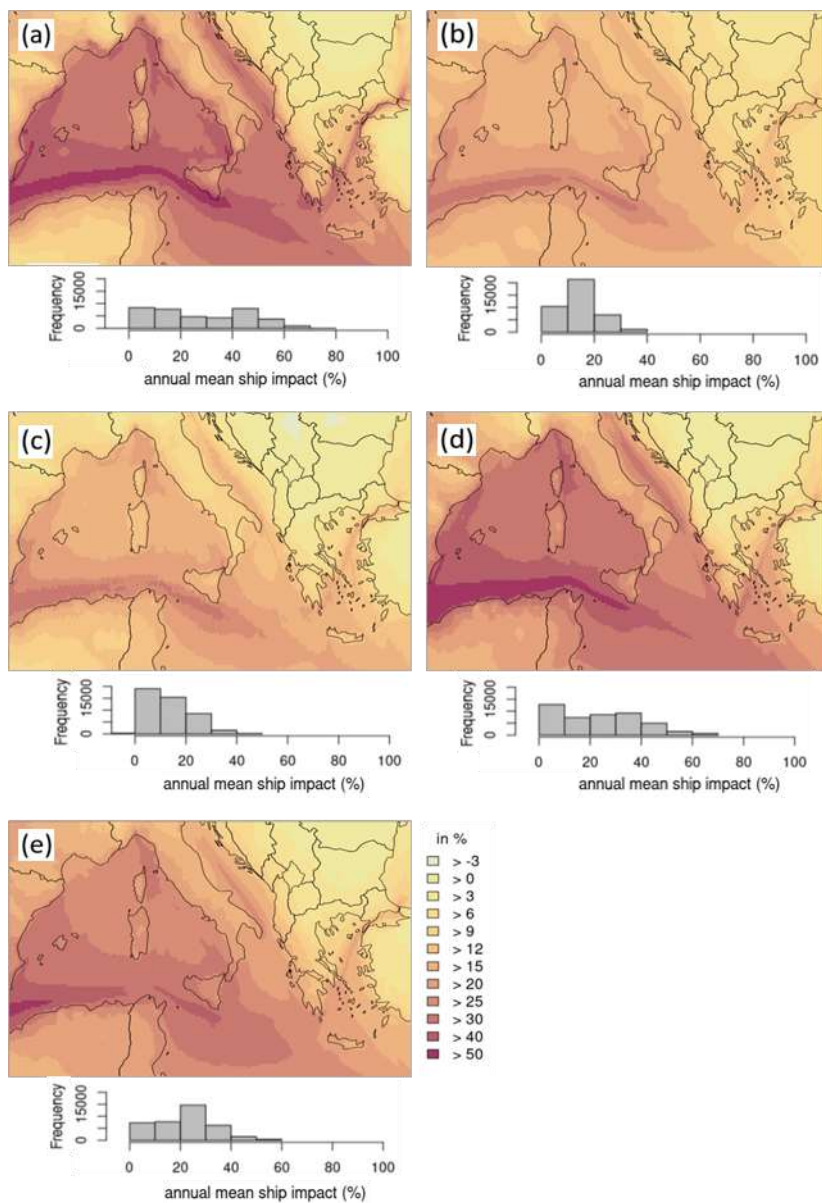 (a)
(b)
Frequency
0 15000
0 20 40 60 80 100
annual mean ship impact (%)
Frequency
0 15000
0 20 40 60 80 100
annual mean ship impact (%)
(c)
(d)
Frequency
0 15000
0 20 40 60 80 100
annual mean ship impact (%)
Frequency
0 15000
0 20 40 60 80 100
annual mean ship impact (%)
(e)
in %
> -3
> 0
> 3
> 6
> 9
> 12
> 15
> 20
> 25
> 30
> 40
> 50
Frequency
0 15000
0 20 40 60 80 100
annual mean ship impact (%)